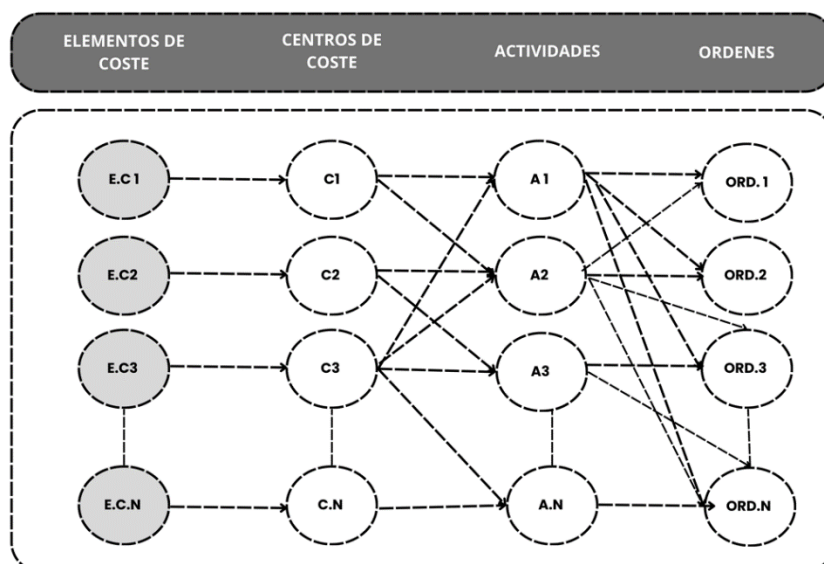 ELEMENTOS DE
COSTE
CENTROS DE
COSTE
ACTIVIDADES
ORDENES
E.C 1
C1
A 1
ORD. 1
E.C2
C2
A2
ORD.2
E.C3
C3
A3
ORD.3
E.C.N
C.N
A.N
ORD.N